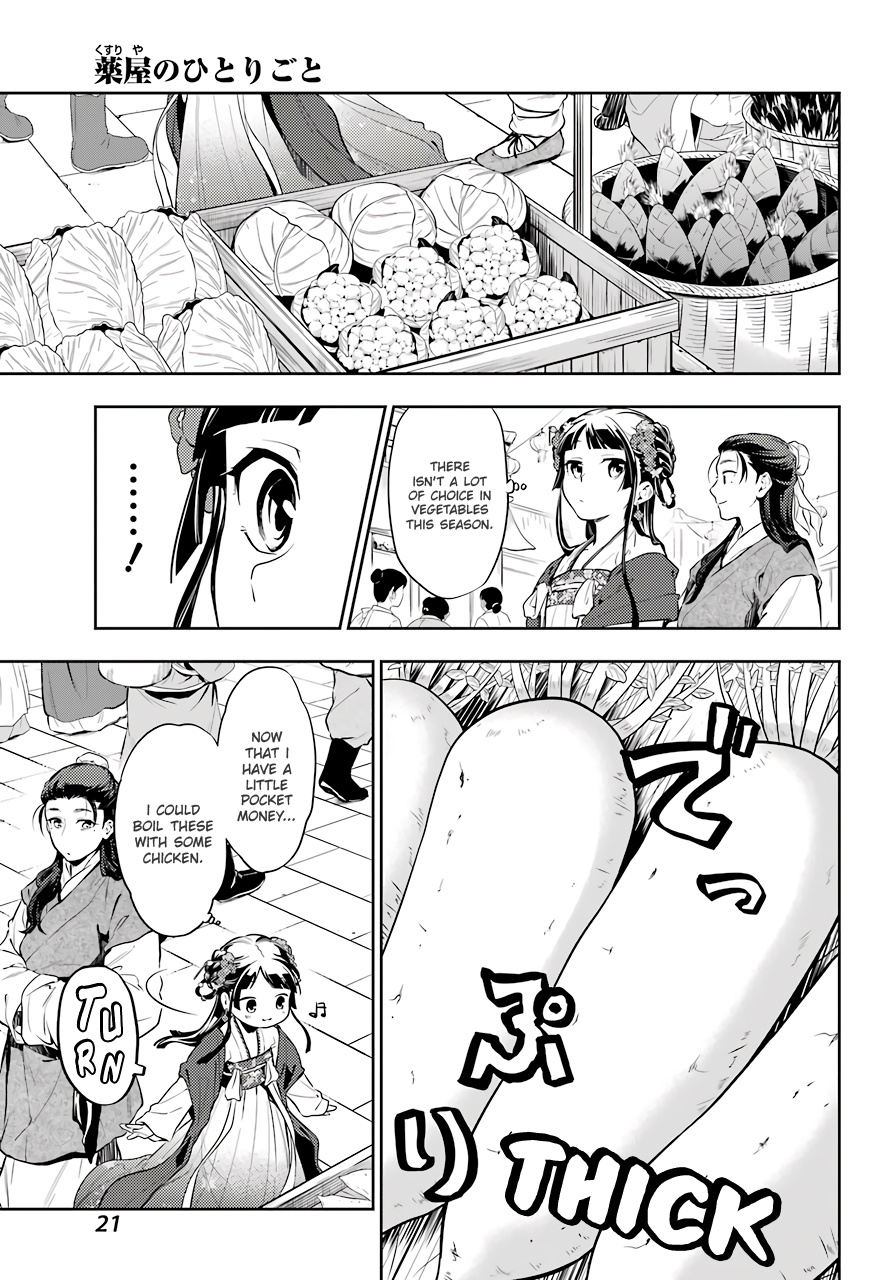 くすり や
薬屋のひとりごと
THERE
ISN'T A LOT
OF CHOICE IN
VEGETABLES
THIS SEASON.
……！
でっ
ぷり
THICK
NOW
THAT I
HAVE A
LITTLE
POCKET
MONEY...
I COULD
BOIL THESE
WITH SOME
CHICKEN.
TURN
21